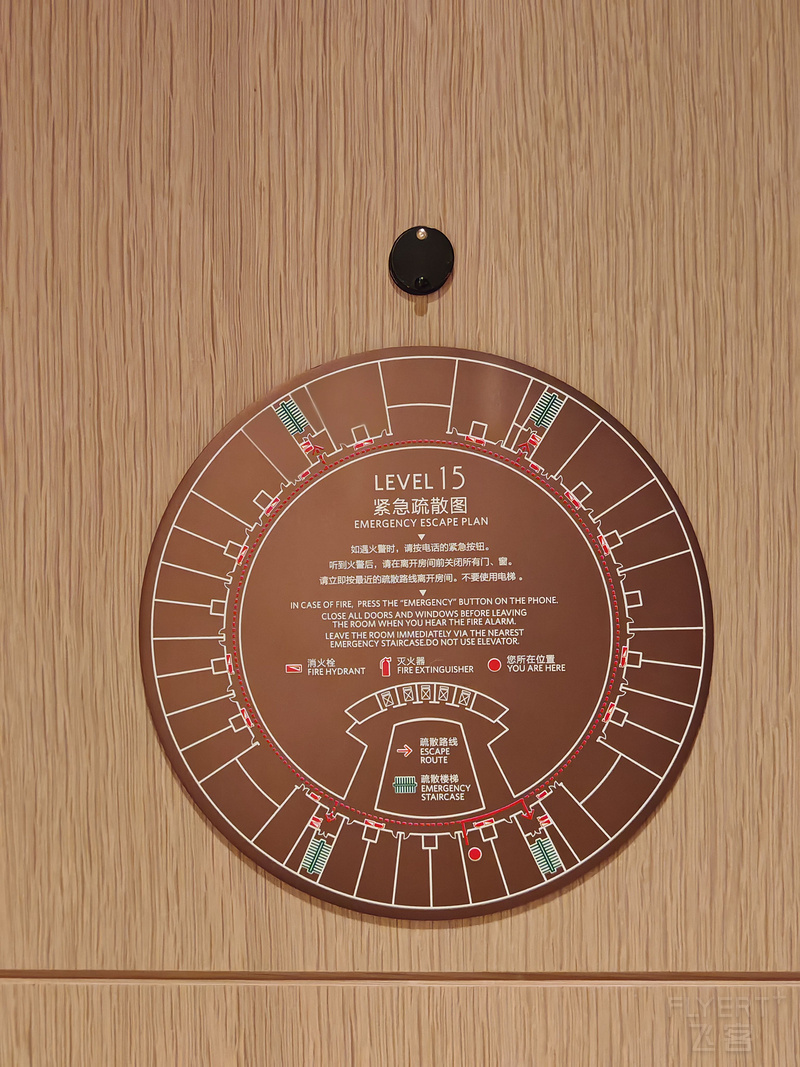 LEVEL 15
紧急疏散图
EMERGENCY ESCAPE PLAN
如遇火警时，请按电话的紧急按钮。
听到火警后，请在离开房间前关闭所有门、窗。
请立即按最近的疏散路线离开房间。不要使用电梯。
IN CASE OF FIRE, PRESS THE "EMERGENCY" BUTTON ON THE PHONE.
CLOSE ALL DOORS AND WINDOWS BEFORE LEAVING
THE ROOM WHEN YOU HEAR THE FIRE ALARM.
LEAVE THE ROOM IMMEDIATELY VIA THE NEAREST
EMERGENCY STAIRCASE.DO NOT USE ELEVATOR.
消火栓
FIRE HYDRANT
灭火器
FIRE EXTINGUISHER
您所在位置
YOU ARE HERE
疏散路线
ESCAPE
ROUTE
疏散楼梯
EMERGENCY
STAIRCASE
FLYERT
飞客